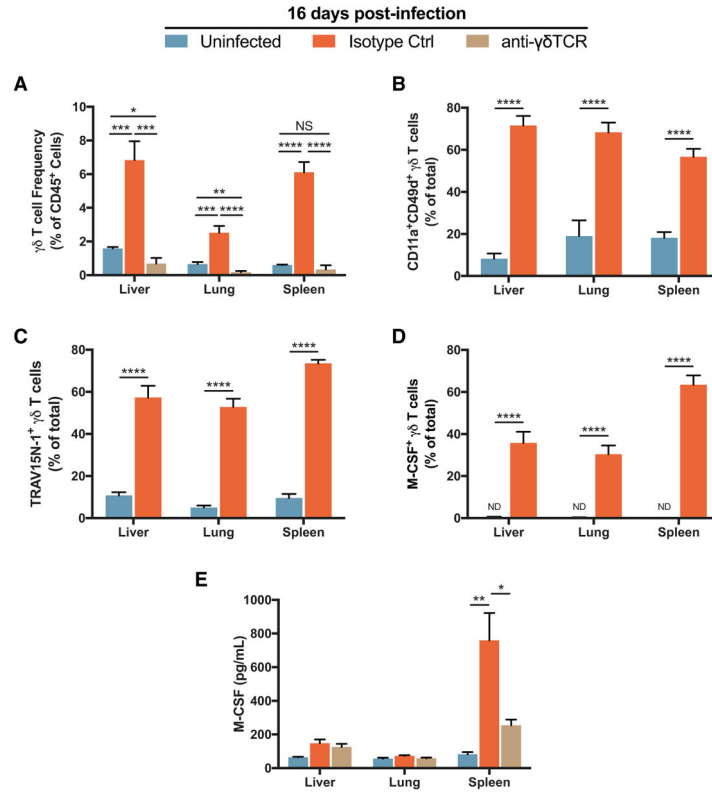 16 days post-infection
Uninfected Isotype Ctrl anti-γδTCR
A
γδ T cell Frequency
(% of CD45⁺ Cells)
8
6
4
2
0
*
*** ***
**
*** ****
NS
**** ****
Liver Lung Spleen
B
CD11a⁺CD49d⁺ γδ T cells
(% of total)
80
60
40
20
0
**** **** ****
Liver Lung Spleen
C
TRAV15N-1⁺ γδ T cells
(% of total)
80
60
40
20
0
**** **** ****
Liver Lung Spleen
D
M-CSF⁺ γδ T cells
(% of total)
80
60
40
20
0
**** **** ****
ND ND ND
Liver Lung Spleen
E
M-CSF (pg/mL)
1000
800
600
400
200
0
** *
Liver Lung Spleen